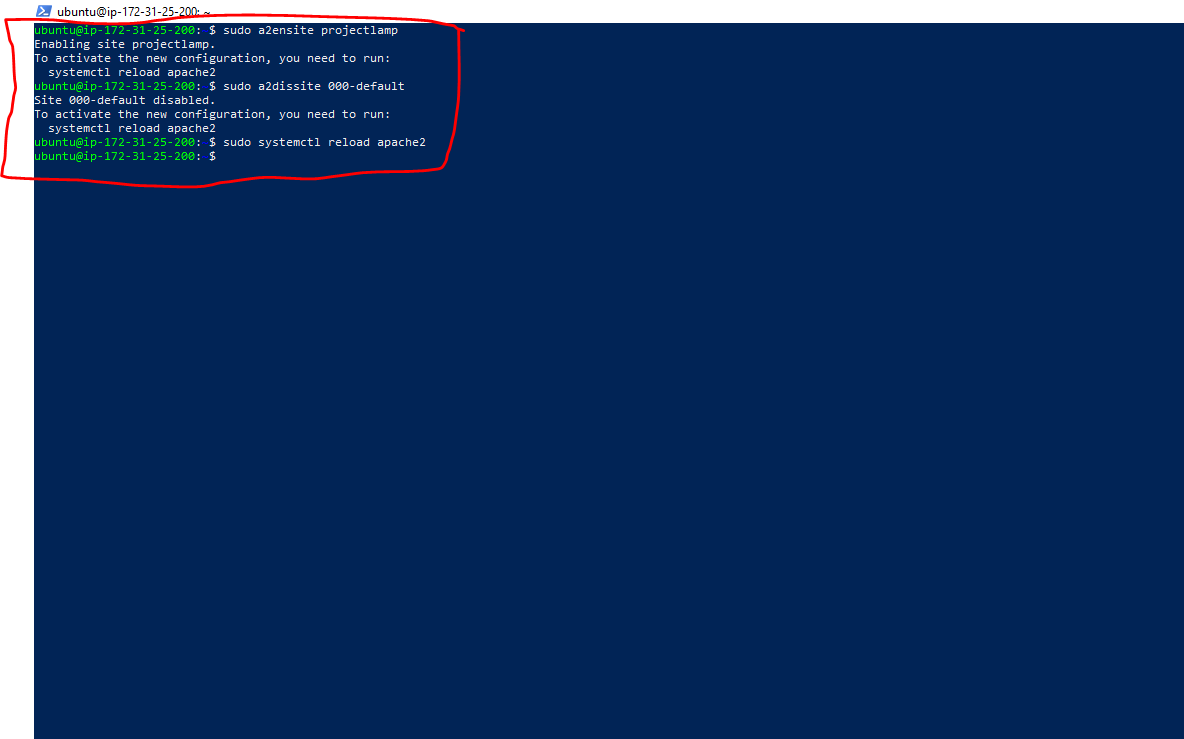 ubuntu@ip-172-31-25-200: ~
ubuntu@ip-172-31-25-200:~$ sudo a2ensite projectlamp
Enabling site projectlamp.
To activate the new configuration, you need to run:
  systemctl reload apache2
ubuntu@ip-172-31-25-200:~$ sudo a2dissite 000-default
Site 000-default disabled.
To activate the new configuration, you need to run:
  systemctl reload apache2
ubuntu@ip-172-31-25-200:~$ sudo systemctl reload apache2
ubuntu@ip-172-31-25-200:~$